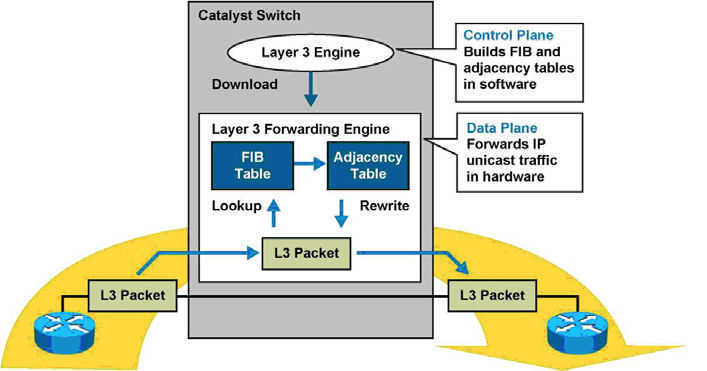 Catalyst Switch
Layer 3 Engine
Control Plane
Builds FIB and
adjacency tables
in software
Download
Layer 3 Forwarding Engine
Data Plane
Forwards IP
unicast traffic
in hardware
FIB
Table
Adjacency
Table
Lookup
Rewrite
L3 Packet
L3 Packet
L3 Packet